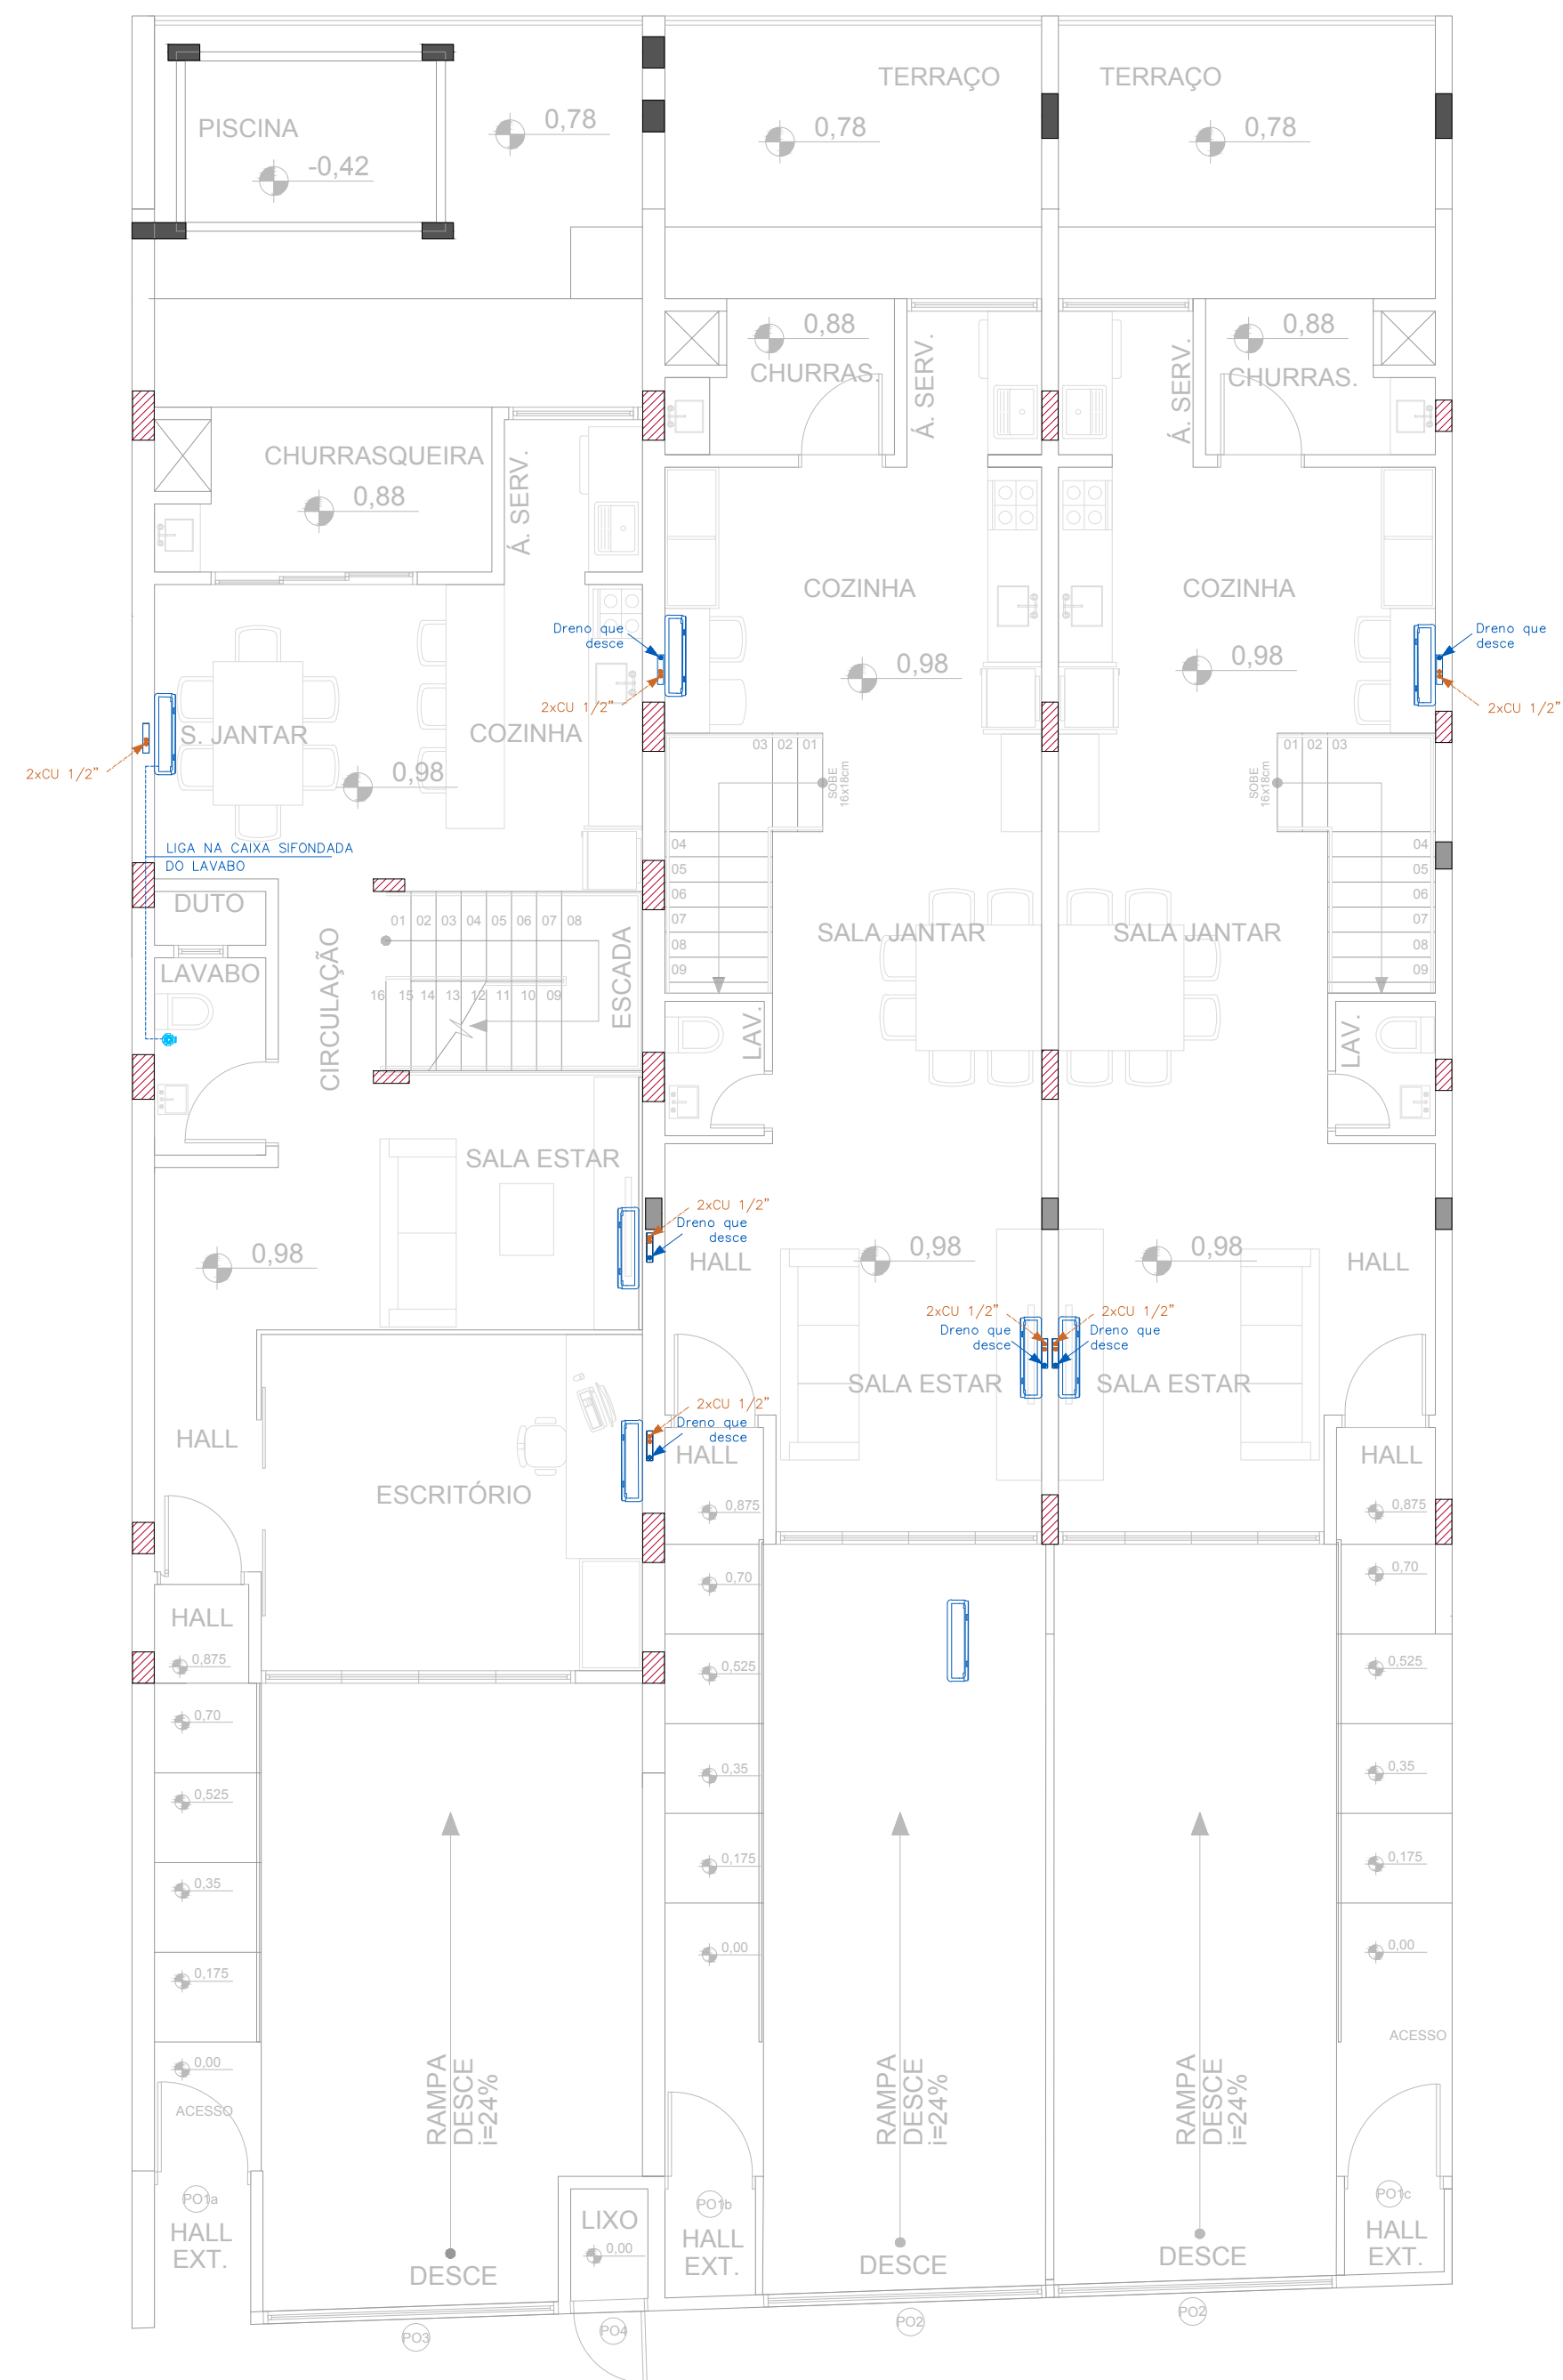 TERRAÇO
TERRAÇO
PISCINA
-0,42
0,78
0,78
0,78
0,88
CHURRAS.
Á. SERV.
Á. SERV.
0,88
CHURRAS.
CHURRASQUEIRA
0,88
Á. SERV.
COZINHA
COZINHA
Dreno que
desce
2xCU 1/2"
0,98
0,98
Dreno que
desce
2xCU 1/2"
S. JANTAR
COZINHA
2xCU 1/2"
0,98
03 02 01
SOBE
16x18cm
01 02 03
SOBE
16x18cm
LIGA NA CAIXA SIFONDADA
DO LAVABO
04
05
06
07
08
09
04
05
06
07
08
09
DUTO
LAVABO
CIRCULAÇÃO
01 02 03 04 05 06 07 08
16 15 14 13 12 11 10 09
ESCADA
SALA JANTAR
SALA JANTAR
LAV.
LAV.
SALA ESTAR
2xCU 1/2"
Dreno que
desce
0,98
HALL
0,98
0,98
HALL
2xCU 1/2"
Dreno que
desce
2xCU 1/2"
Dreno que
desce
SALA ESTAR
SALA ESTAR
2xCU 1/2"
Dreno que
desce
HALL
HALL
HALL
ESCRITÓRIO
0,875
0,875
HALL
0,875
0,70
0,70
0,525
0,525
0,70
0,35
0,35
0,525
0,175
0,175
0,35
0,00
0,00
0,175
ACESSO
0,00
ACESSO
RAMPA
DESCE
i=24%
RAMPA
DESCE
i=24%
RAMPA
DESCE
i=24%
PO1a
HALL
EXT.
LIXO
0,00
PO1b
HALL
EXT.
PO1c
HALL
EXT.
DESCE
DESCE
DESCE
PO3
PO4
PO2
PO2